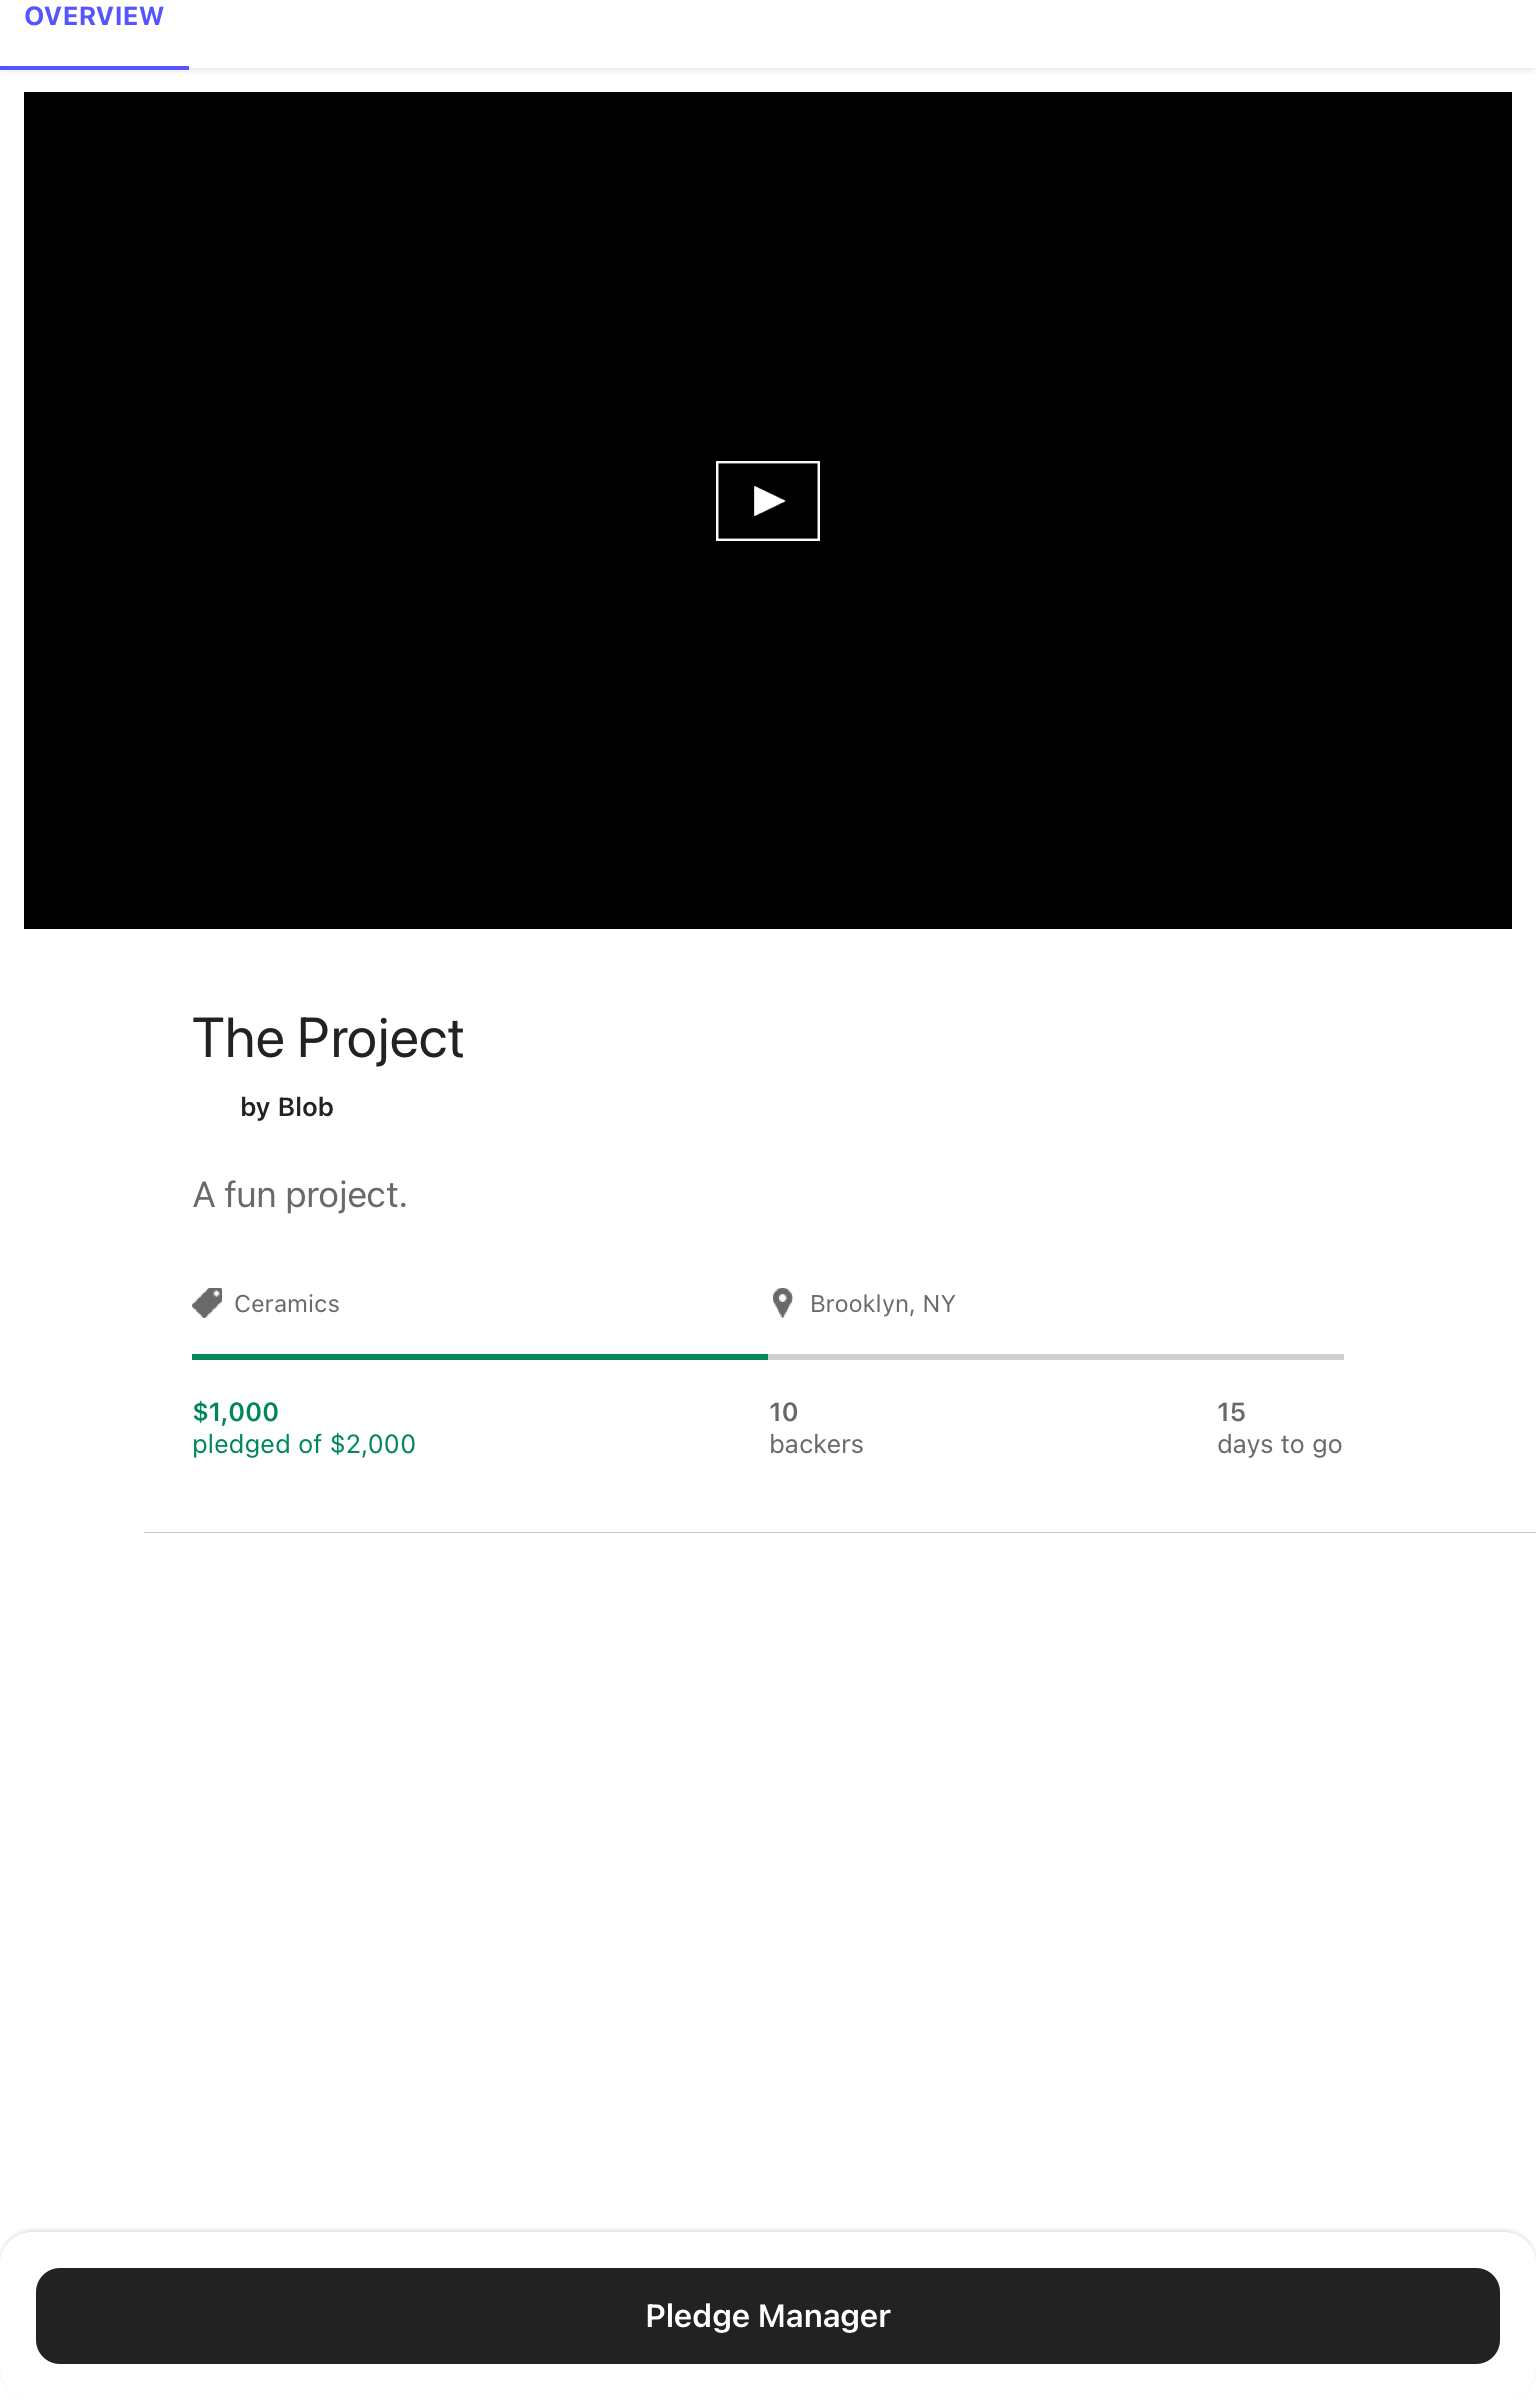 OVERVIEW
The Project
by Blob
A fun project.
Ceramics
Brooklyn, NY
$1,000
pledged of $2,000
10
backers
15
days to go
Pledge Manager